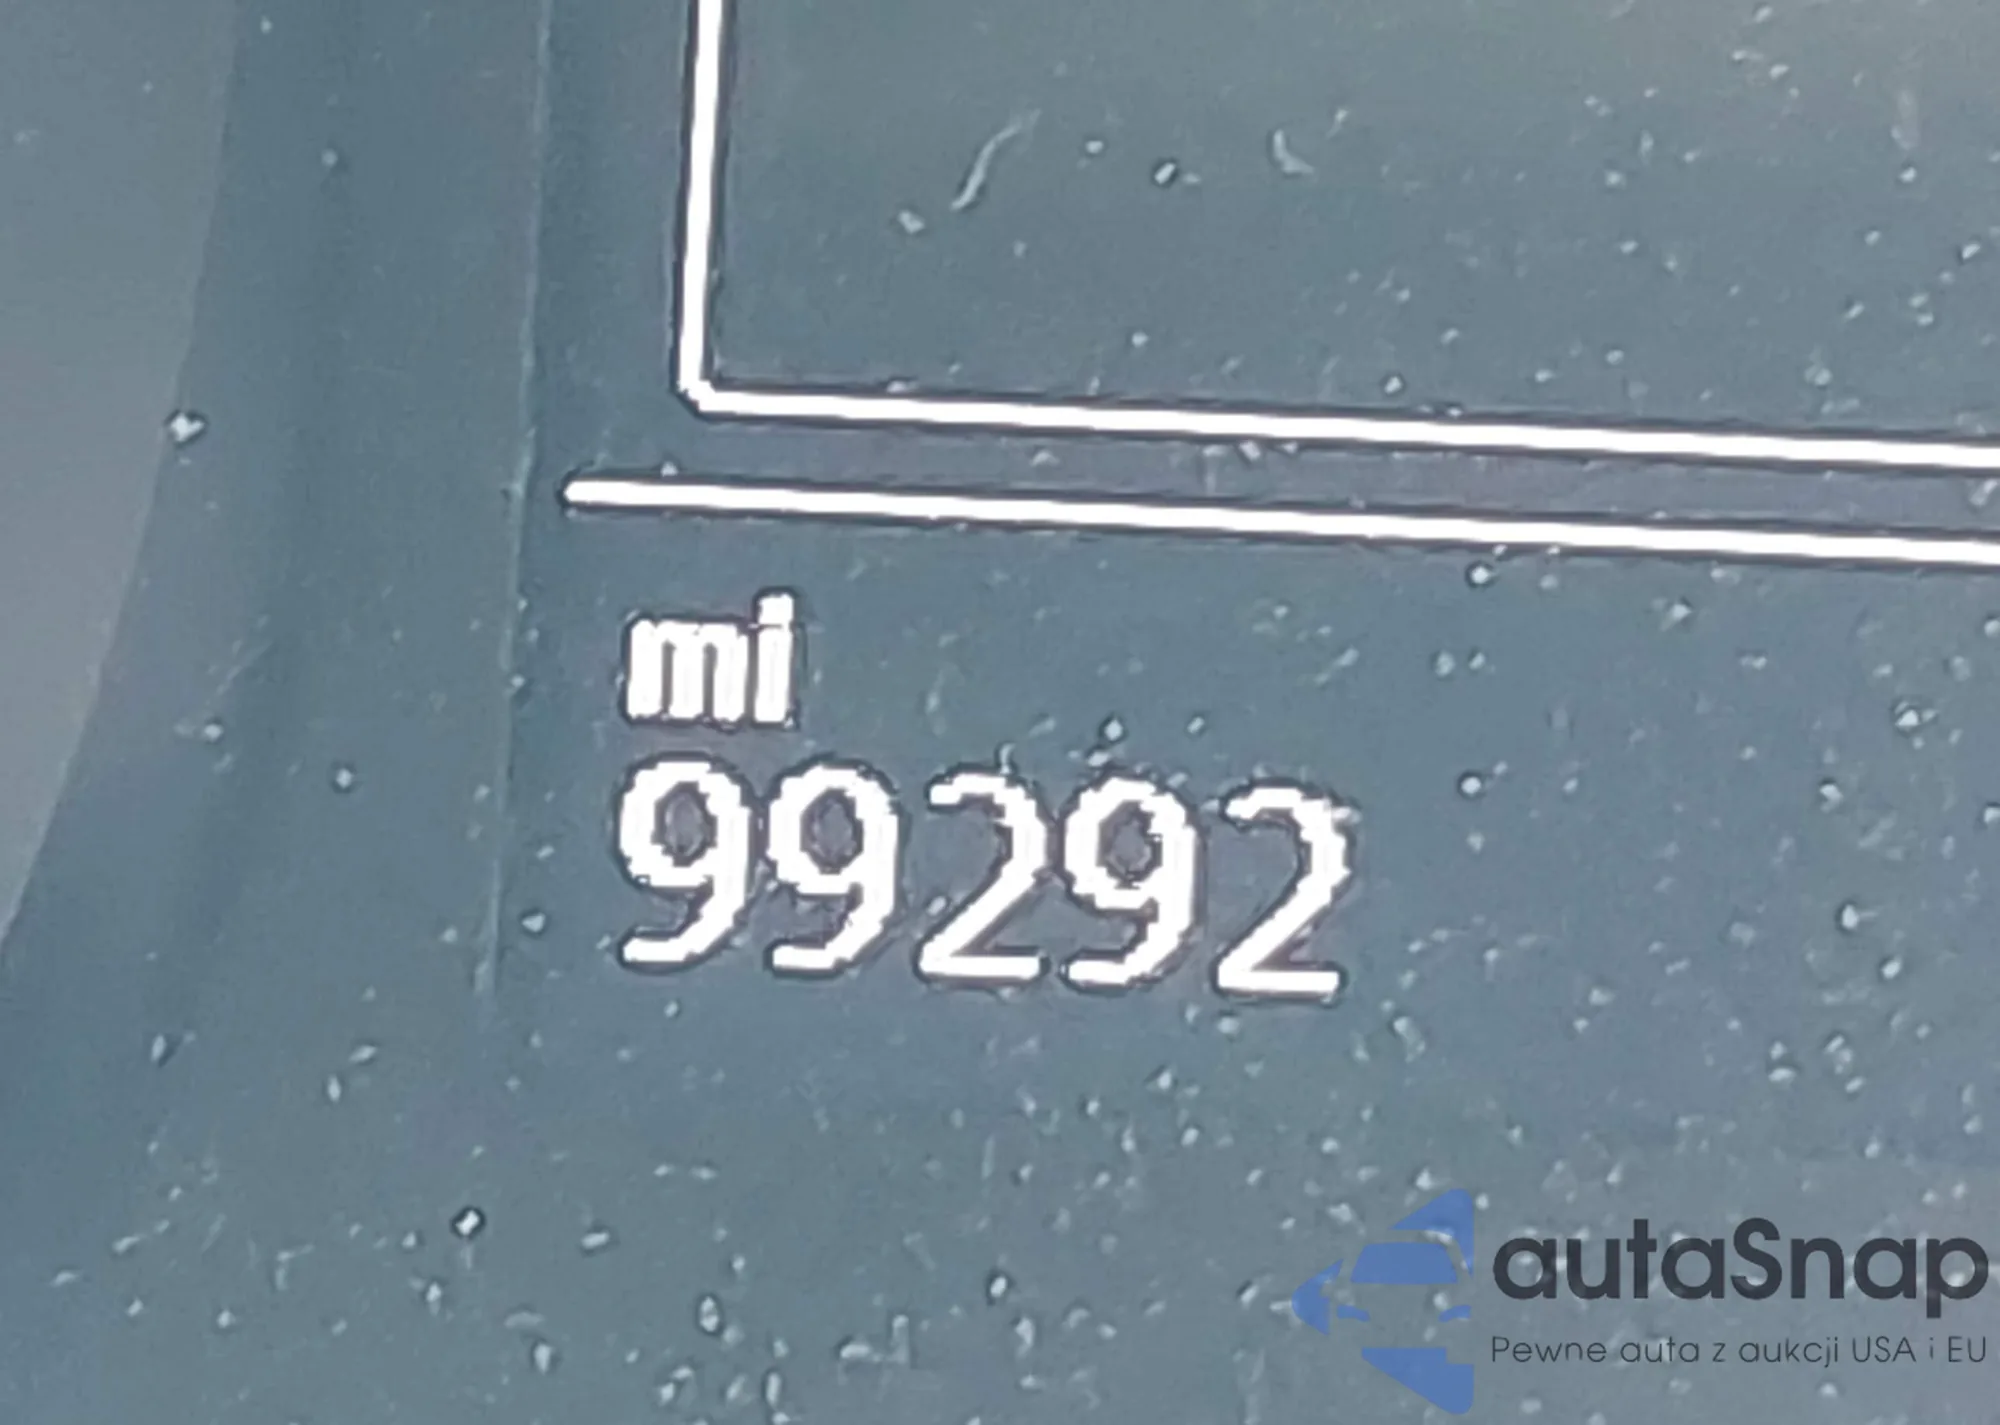 mi
99292
autaSnap
Pewne auta z aukcji USA i EU